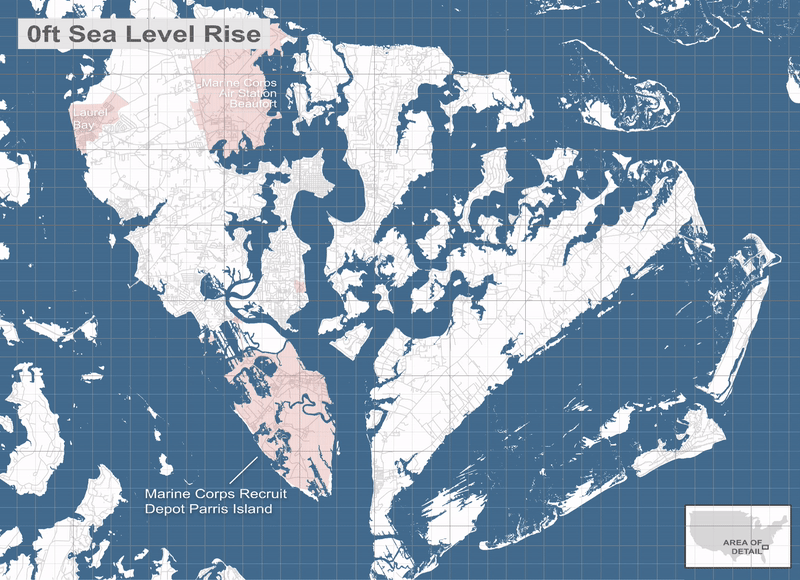 0ft Sea Level Rise
Marine Corps
Air Station
Beaufort
Laurel
Bay
Marine Corps Recruit
Depot Parris Island
AREA OF
DETAIL